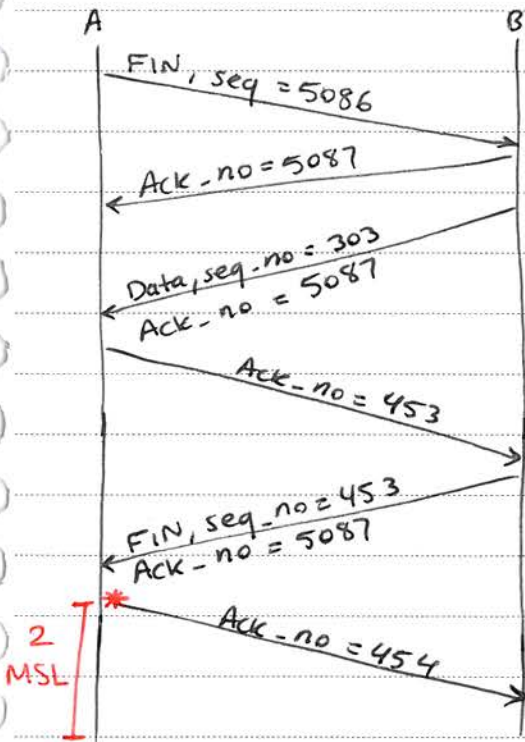 A
B
FIN, seq = 5086
Ack_no = 5087
Data, seq_no = 303
Ack_no = 5087
Ack_no = 453
FIN, seq_no = 453
Ack_no = 5087
*
2
MSL
Ack_no = 454